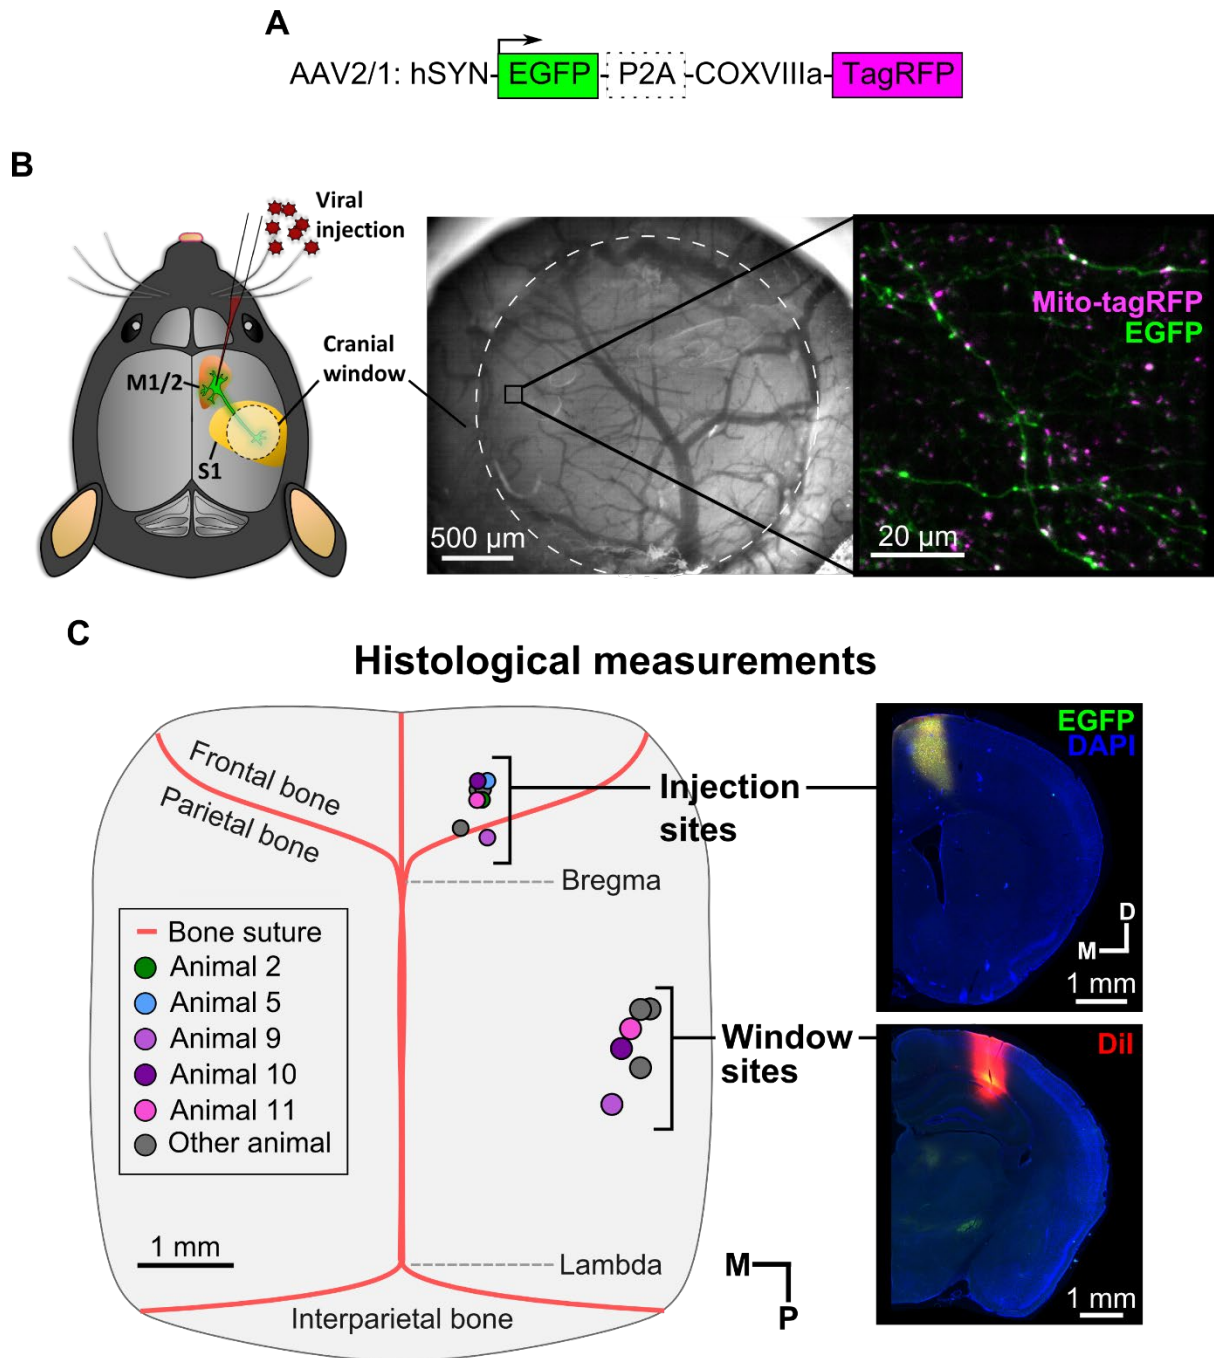 A
AAV2/1: hSYN-EGFP-P2A-COXVIIIa-TagRFP
B
Viral
injection
M1/2
Cranial
window
S1
500 µm
Mito-tagRFP
EGFP
20 µm
C
Histological measurements
Frontal bone
Parietal bone
Injection
sites
Bregma
Bone suture
Animal 2
Animal 5
Animal 9
Animal 10
Animal 11
Other animal
Window
sites
1 mm
Lambda
Interparietal bone
M
P
EGFP
DAPI
D
M
1 mm
DiI
1 mm